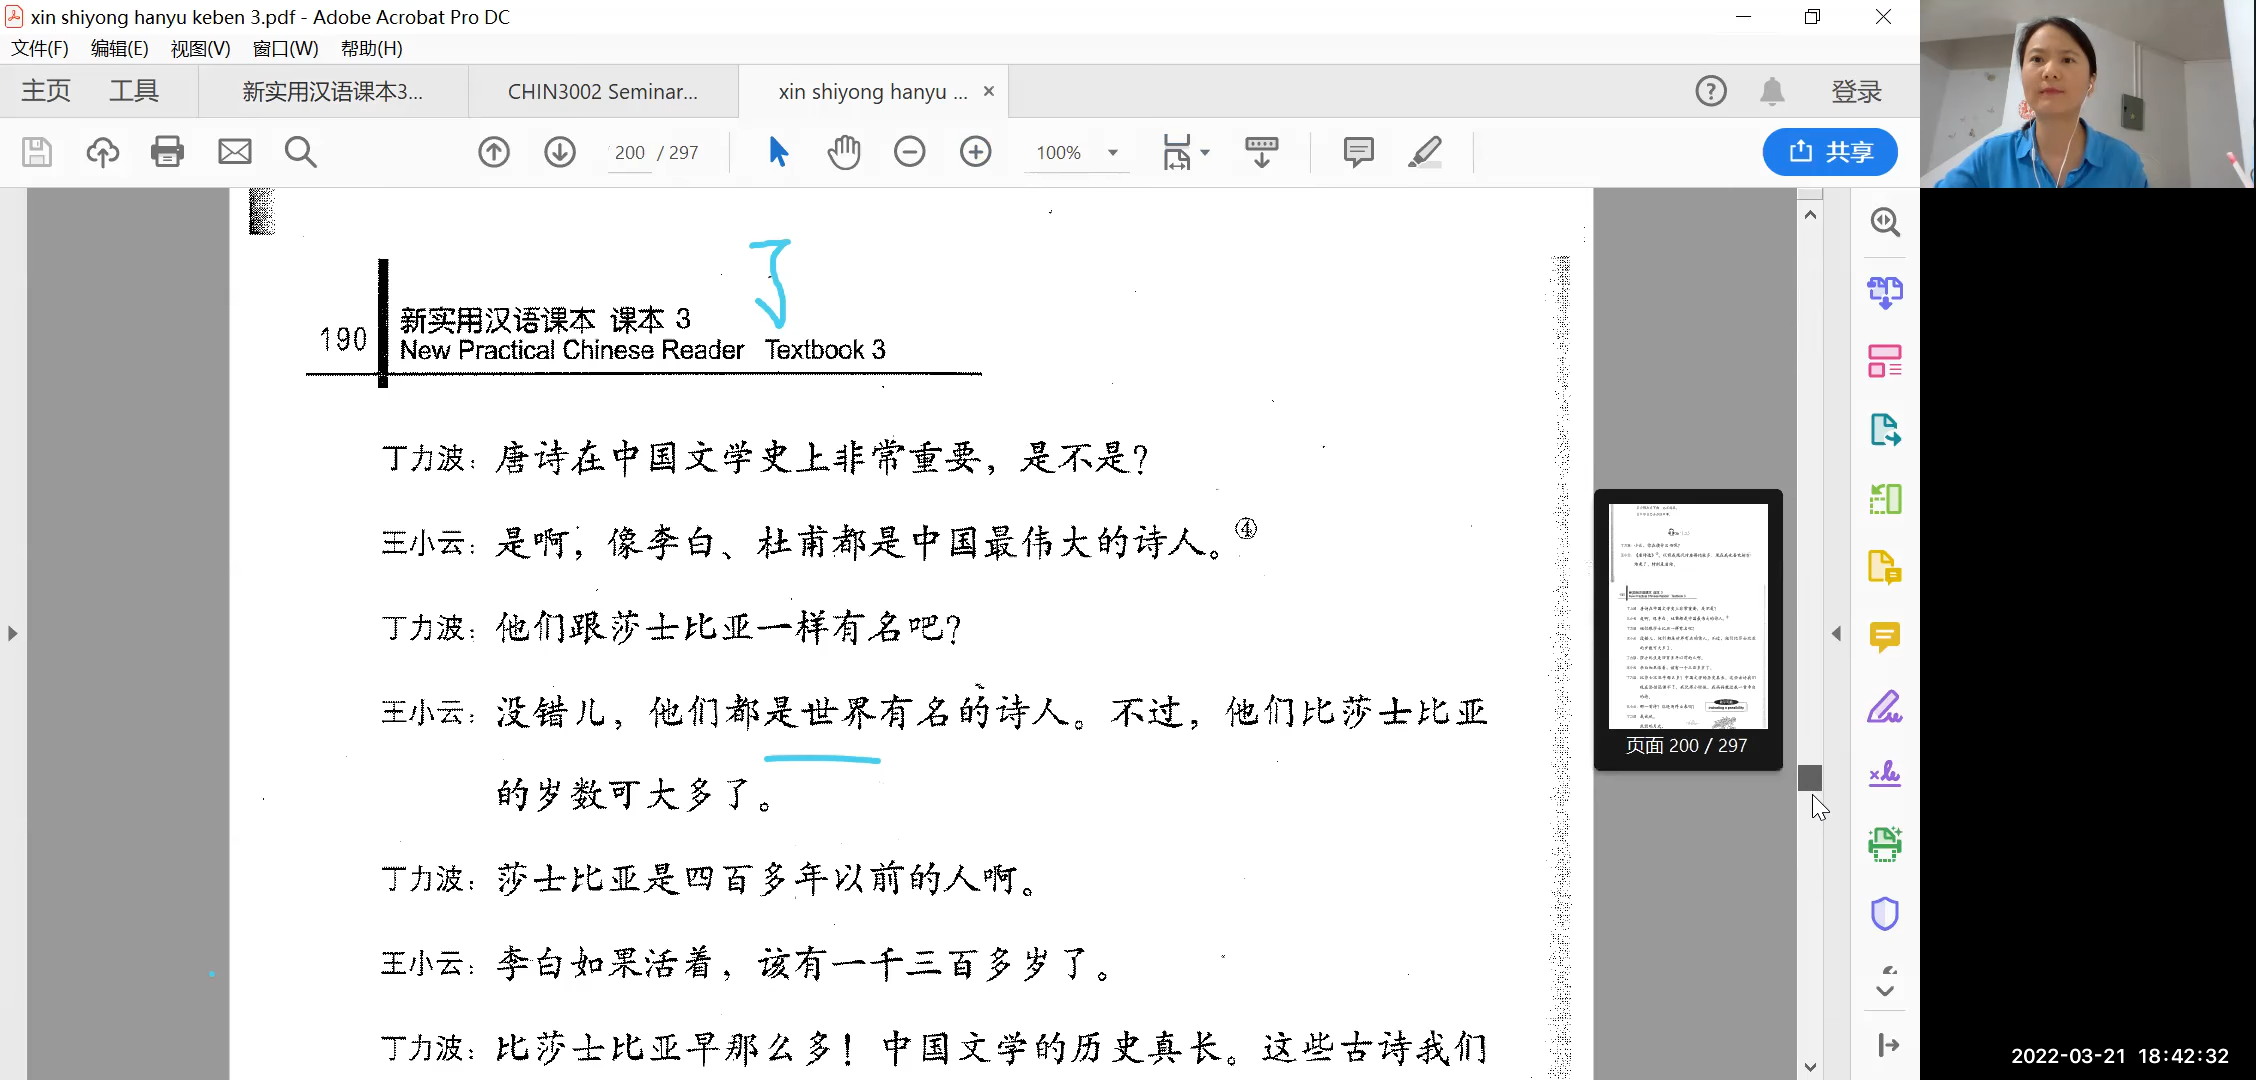 xin shiyong hanyu keben 3.pdf - Adobe Acrobat Pro DC
文件(F) 编辑(E) 视图(V) 窗口(W) 帮助(H)
主页 工具 新实用汉语课本3... CHIN3002 Seminar... xin shiyong hanyu ... × 登录
200 / 297 100% 共享
190 新实用汉语课本 课本 3
New Practical Chinese Reader Textbook 3
丁力波：唐诗在中国文学史上非常重要，是不是？
王小云：是啊，像李白、杜甫都是中国最伟大的诗人。④
丁力波：他们跟莎士比亚一样有名吧？
王小云：没错儿，他们都是世界有名的诗人。不过，他们比莎士比亚
的岁数可大多了。
丁力波：莎士比亚是四百多年以前的人啊。
王小云：李白如果活着，该有一千三百多岁了。
丁力波：比莎士比亚早那么多！中国文学的历史真长。这些古诗我们
页面 200 / 297
2022-03-21 18:42:32